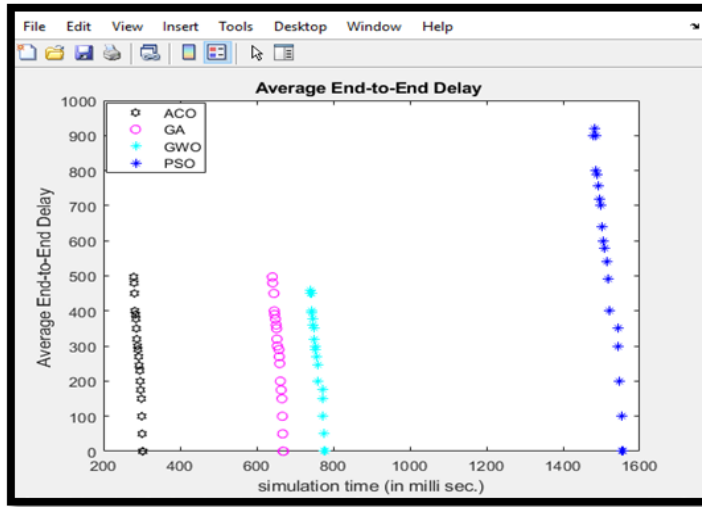 File Edit View Insert Tools Desktop Window Help
Average End-to-End Delay
1000
900
800
700
600
500
400
300
200
100
0
Average End-to-End Delay
ACO
GA
GWO
PSO
200 400 600 800 1000 1200 1400 1600
simulation time (in milli sec.)